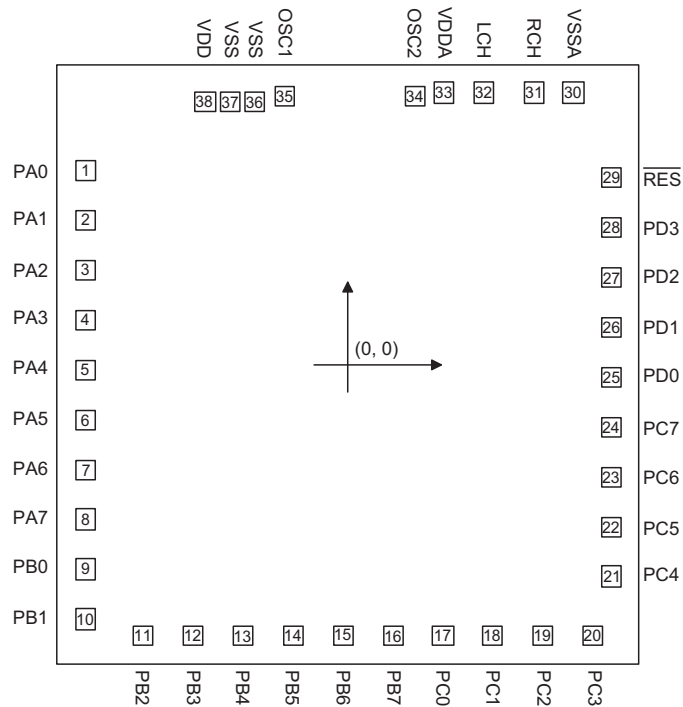 VDD
VSS
VSS
OSC1
OSC2
VDDA
LCH
RCH
VSSA
38
37
36
35
34
33
32
31
30
PA0 1
29 RES
PA1 2
28 PD3
PA2 3
27 PD2
PA3 4
26 PD1
(0, 0)
PA4 5
25 PD0
PA5 6
24 PC7
PA6 7
23 PC6
PA7 8
22 PC5
PB0 9
21 PC4
PB1 10
11
12
13
14
15
16
17
18
19
20
PB2
PB3
PB4
PB5
PB6
PB7
PC0
PC1
PC2
PC3